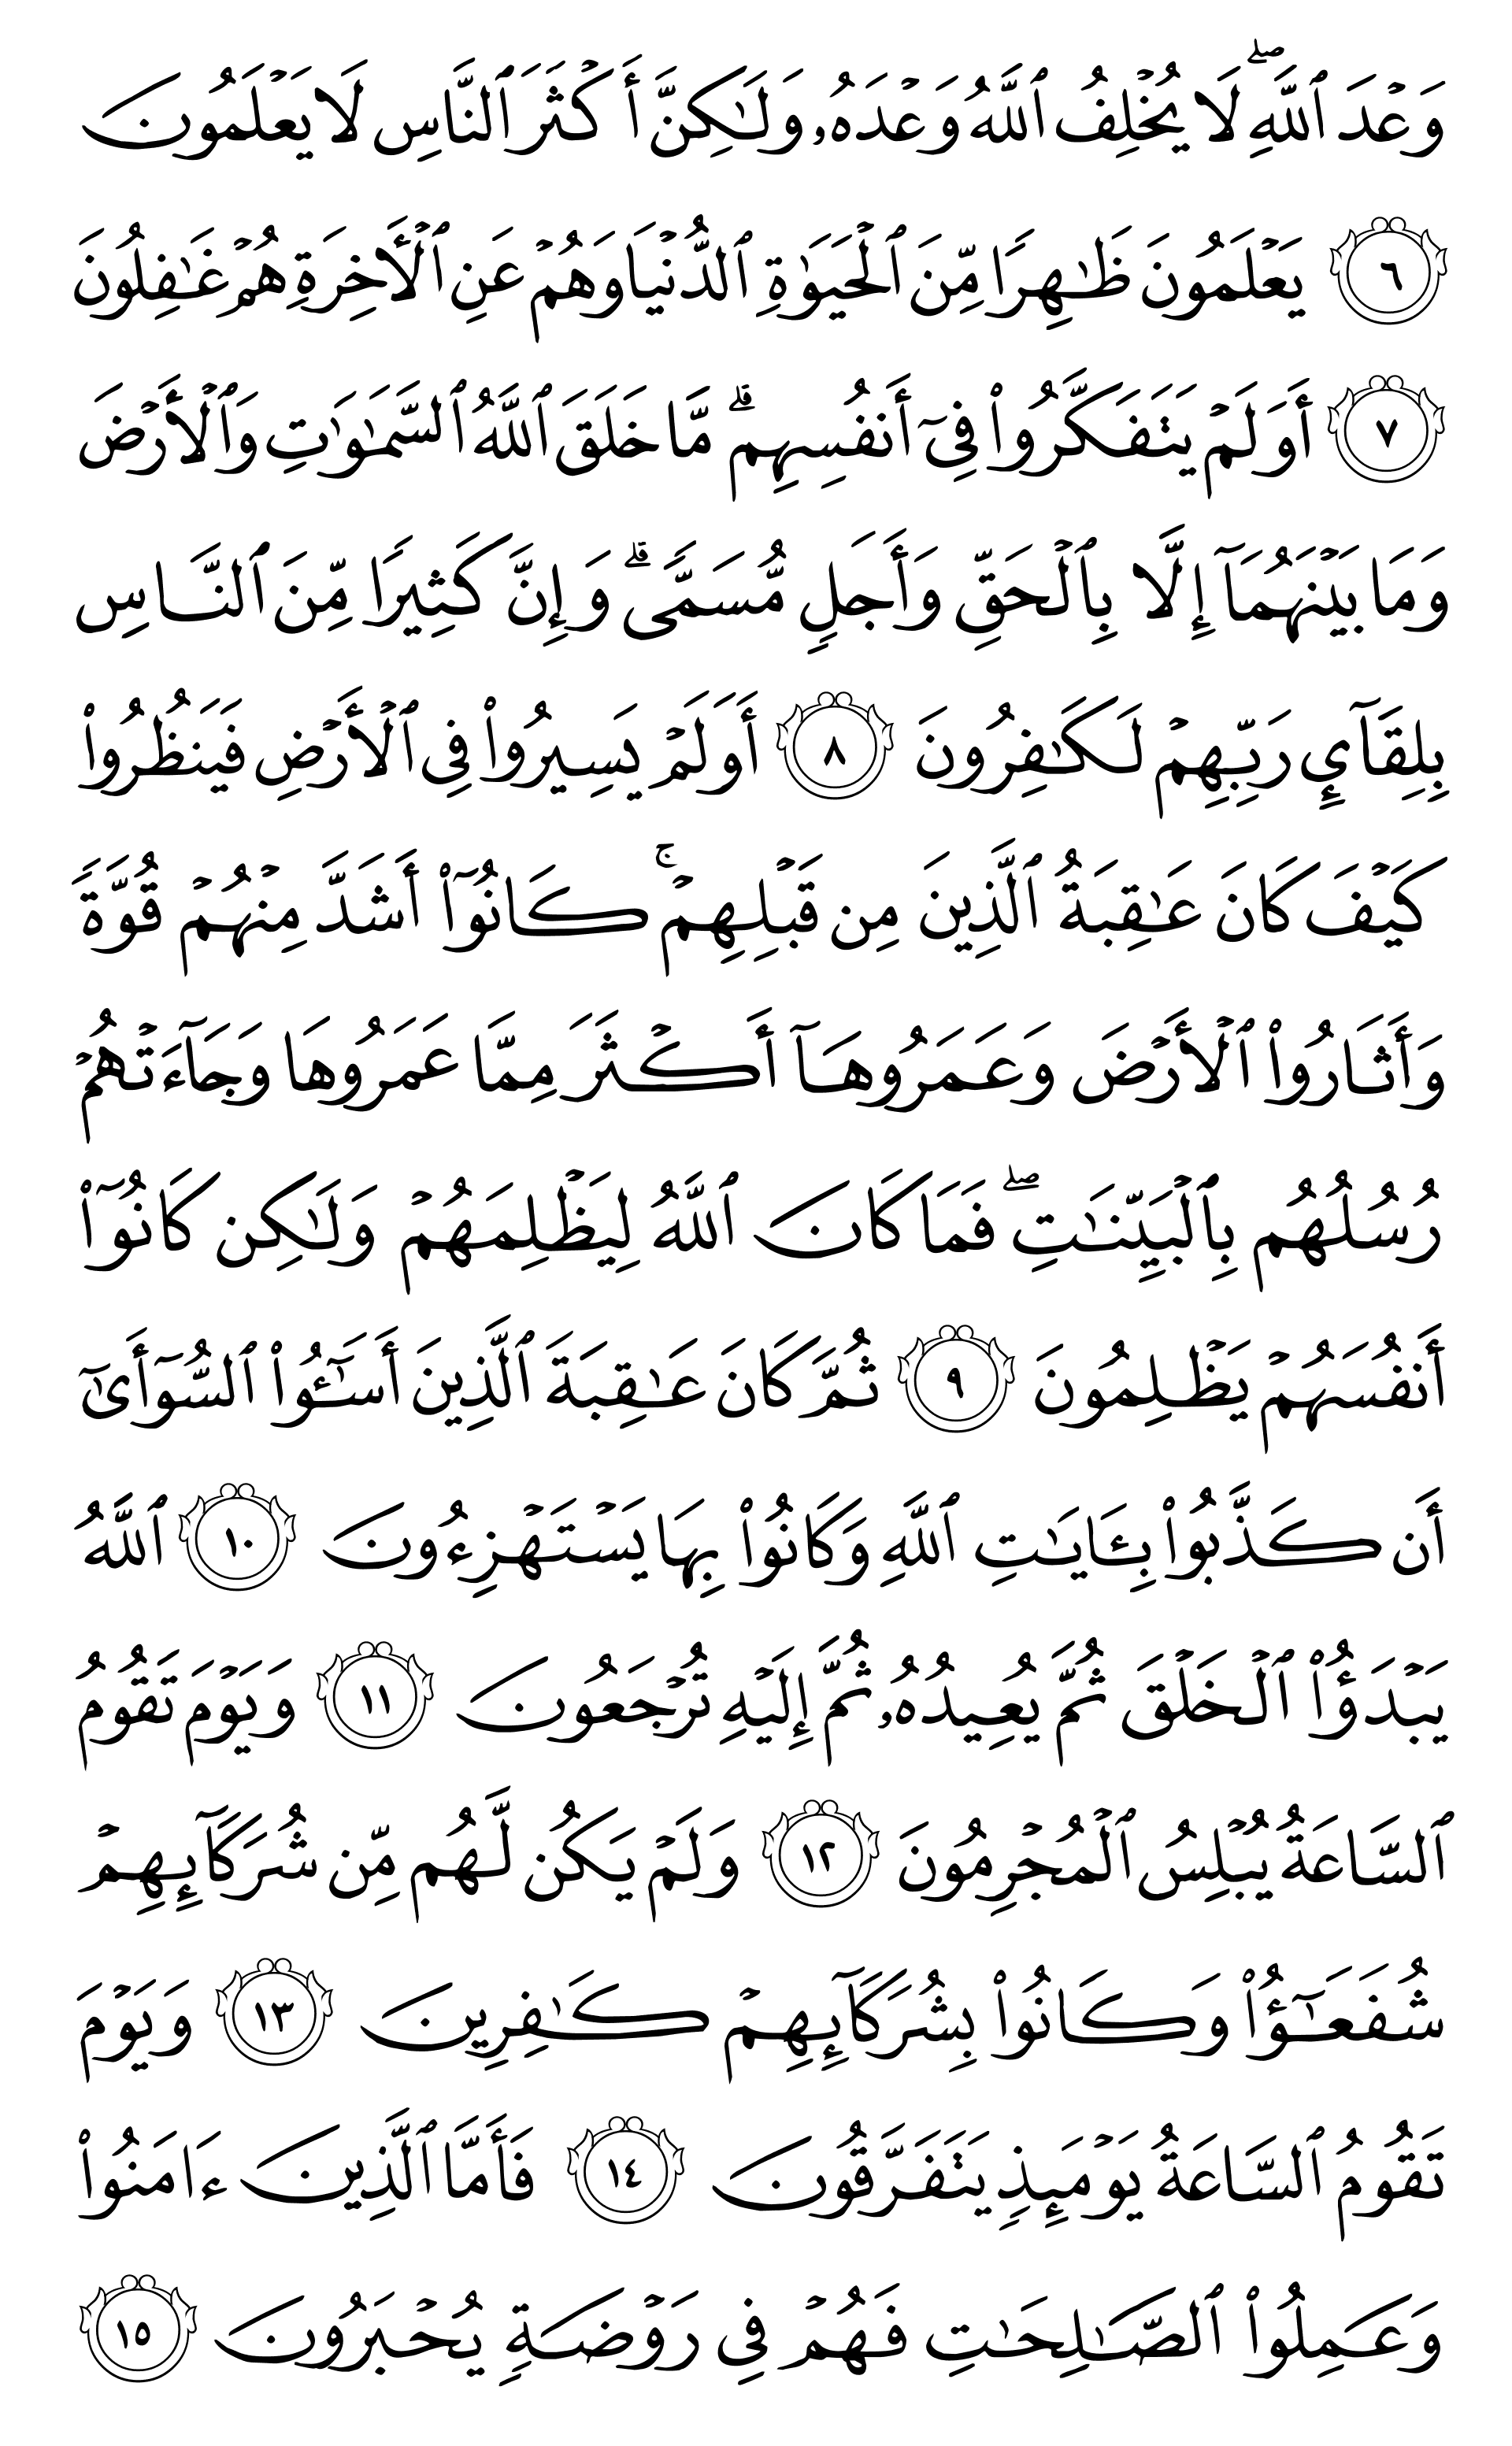 وَعْدَ ٱللَّهِۖ لَا يُخْلِفُ ٱللَّهُ وَعْدَهُۥ وَلَٰكِنَّ أَكْثَرَ ٱلنَّاسِ لَا يَعْلَمُونَ
٦ يَعْلَمُونَ ظَٰهِرًا مِّنَ ٱلْحَيَوٰةِ ٱلدُّنْيَا وَهُمْ عَنِ ٱلْأَخِرَةِ هُمْ غَٰفِلُونَ
٧ أَوَلَمْ يَتَفَكَّرُوا۟ فِىٓ أَنفُسِهِمۗ مَّا خَلَقَ ٱللَّهُ ٱلسَّمَٰوَٰتِ وَٱلْأَرْضَ
وَمَا بَيْنَهُمَآ إِلَّا بِٱلْحَقِّ وَأَجَلٍ مُّسَمًّىۗ وَإِنَّ كَثِيرًا مِّنَ ٱلنَّاسِ
بِلِقَآئِ رَبِّهِمْ لَكَٰفِرُونَ ٨ أَوَلَمْ يَسِيرُوا۟ فِى ٱلْأَرْضِ فَيَنظُرُوا۟
كَيْفَ كَانَ عَٰقِبَةُ ٱلَّذِينَ مِن قَبْلِهِمْۚ كَانُوٓا۟ أَشَدَّ مِنْهُمْ قُوَّةً
وَأَثَارُوا۟ ٱلْأَرْضَ وَعَمَرُوهَآ أَكْثَرَ مِمَّا عَمَرُوهَا وَجَآءَتْهُمْ
رُسُلُهُم بِٱلْبَيِّنَٰتِۖ فَمَا كَانَ ٱللَّهُ لِيَظْلِمَهُمْ وَلَٰكِن كَانُوٓا۟
أَنفُسَهُمْ يَظْلِمُونَ ٩ ثُمَّ كَانَ عَٰقِبَةَ ٱلَّذِينَ أَسَٰٓـُٔوا۟ ٱلسُّوٓأَىٰٓ
أَن كَذَّبُوا۟ بِـَٔايَٰتِ ٱللَّهِ وَكَانُوا۟ بِهَا يَسْتَهْزِءُونَ ١٠ ٱللَّهُ
يَبْدَؤُا۟ ٱلْخَلْقَ ثُمَّ يُعِيدُهُۥ ثُمَّ إِلَيْهِ تُرْجَعُونَ ١١ وَيَوْمَ تَقُومُ
ٱلسَّاعَةُ يُبْلِسُ ٱلْمُجْرِمُونَ ١٢ وَلَمْ يَكُن لَّهُم مِّن شُرَكَآئِهِمْ
شُفَعَٰٓؤُا۟ وَكَانُوا۟ بِشُرَكَآئِهِمْ كَٰفِرِينَ ١٣ وَيَوْمَ
تَقُومُ ٱلسَّاعَةُ يَوْمَئِذٍ يَتَفَرَّقُونَ ١٤ فَأَمَّا ٱلَّذِينَ ءَامَنُوا۟
وَعَمِلُوا۟ ٱلصَّٰلِحَٰتِ فَهُمْ فِى رَوْضَةٍ يُحْبَرُونَ ١٥